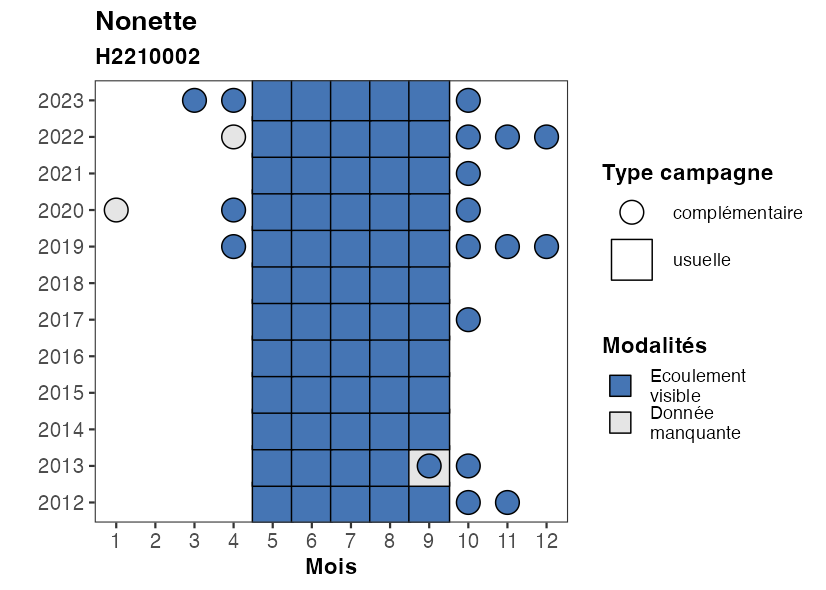 Nonette
H2210002
2023
2022
2021
2020
2019
2018
2017
2016
2015
2014
2013
2012
1 2 3 4 5 6 7 8 9 10 11 12
Mois
Type campagne
complémentaire
usuelle
Modalités
Ecoulement
visible
Donnée
manquante